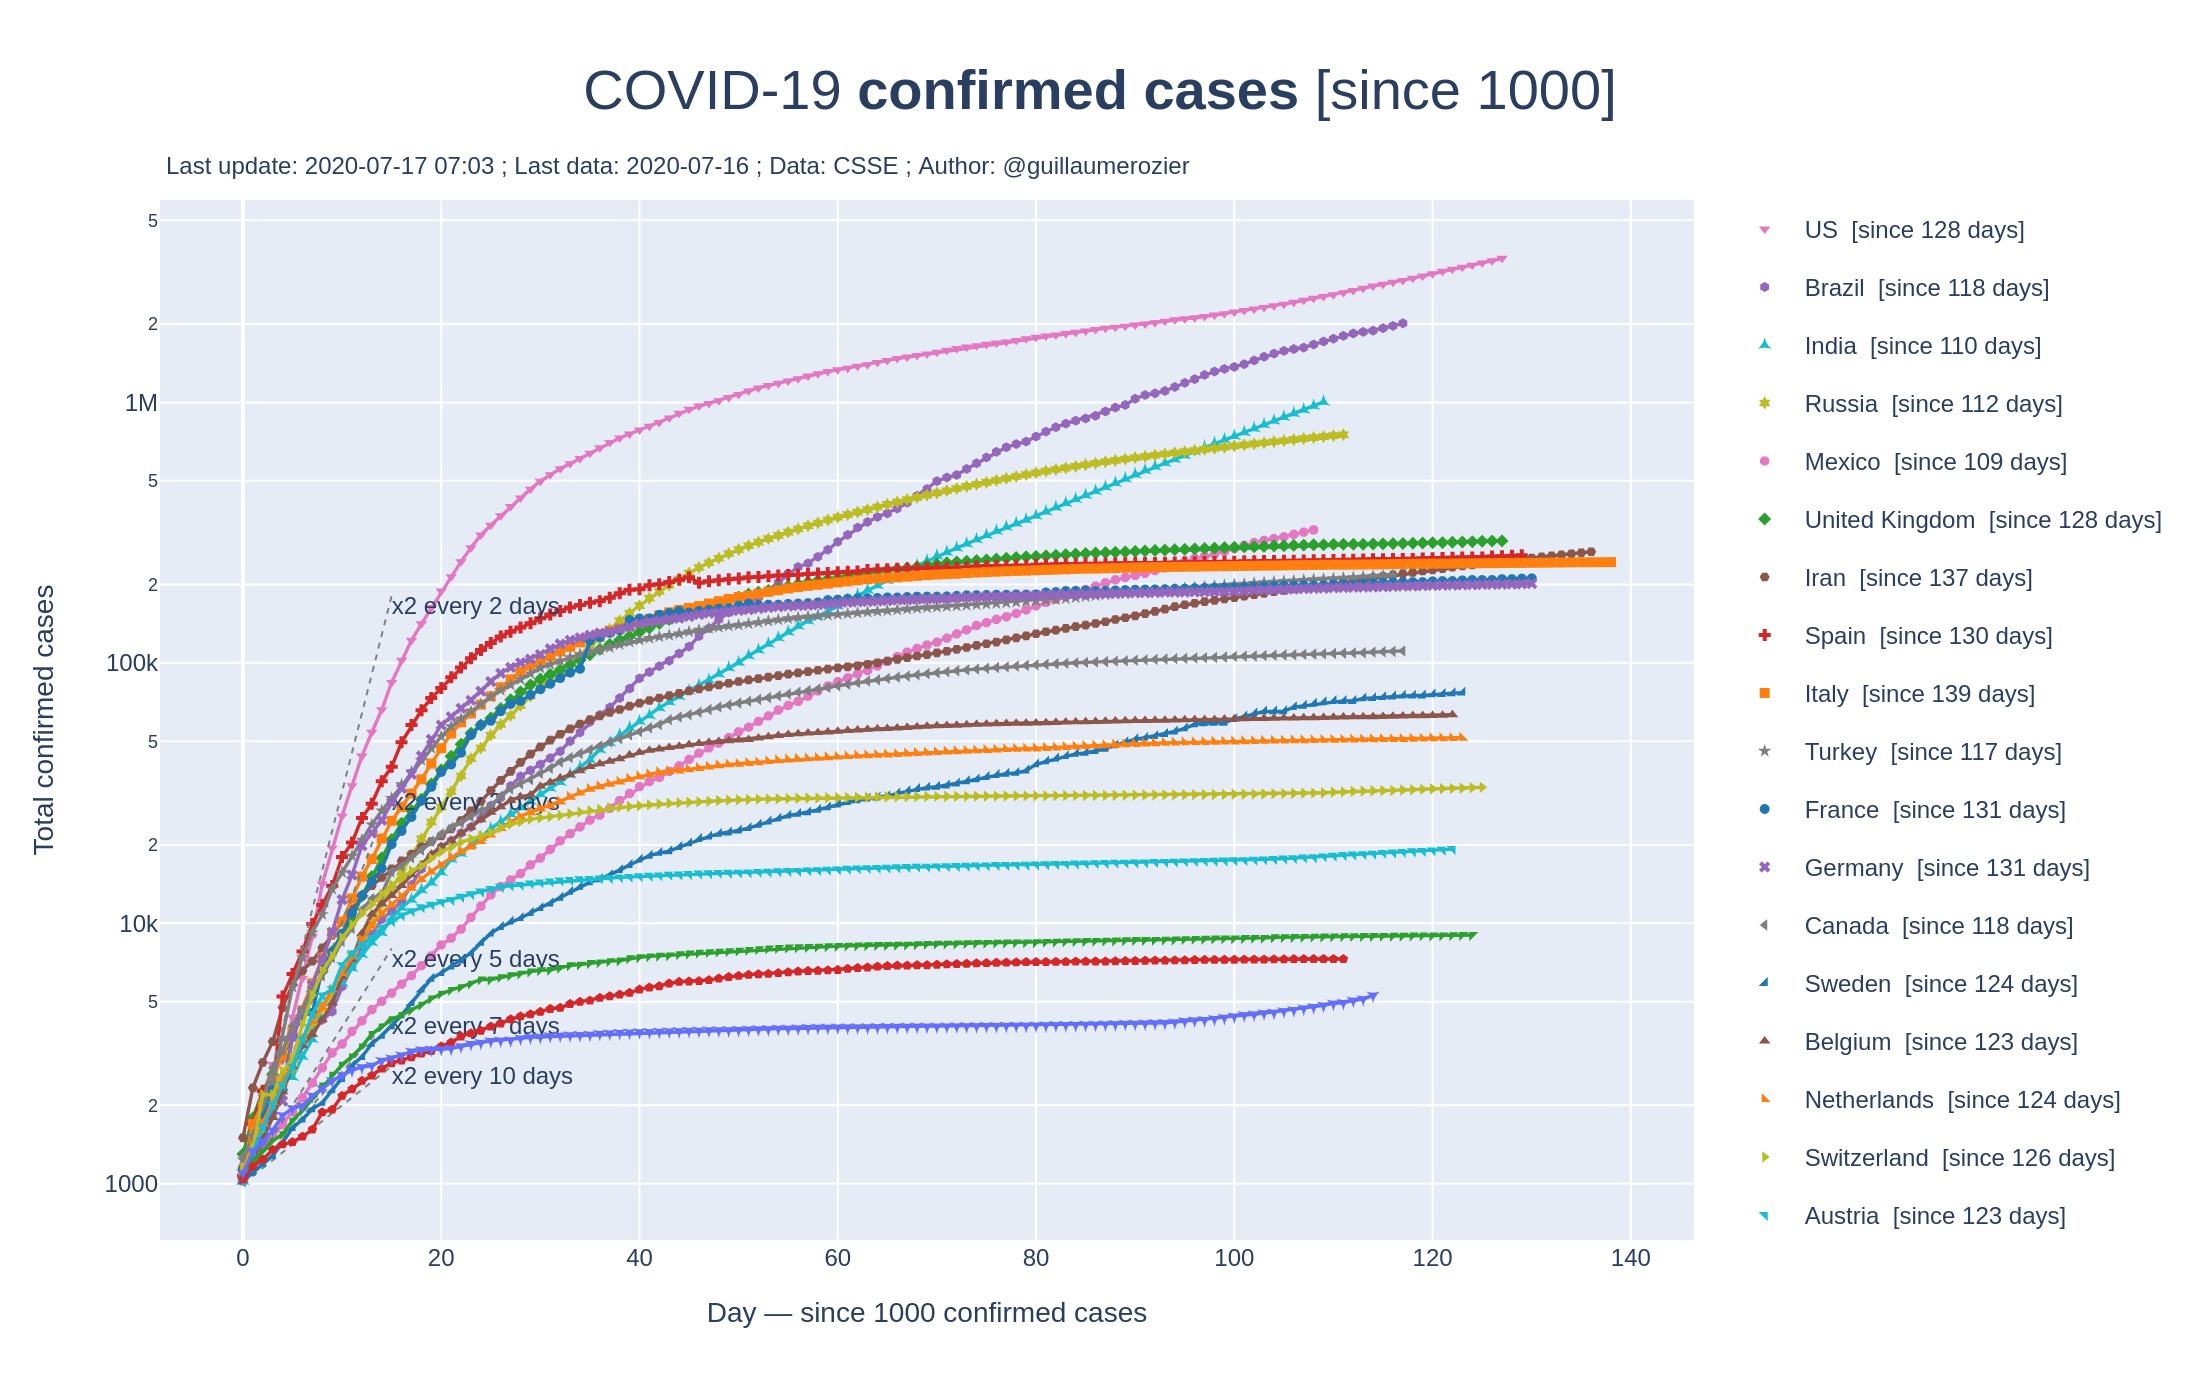 COVID-19 confirmed cases [since 1000]
Last update: 2020-07-17 07:03 ; Last data: 2020-07-16 ; Data: CSSE ; Author: @guillaumerozier
Total confirmed cases
5
2
1M
5
2
100k
5
2
10k
5
2
1000
x2 every 2 days
x2 every 3 days
x2 every 5 days
x2 every 7 days
x2 every 10 days
0 20 40 60 80 100 120 140
Day — since 1000 confirmed cases
US [since 128 days]
Brazil [since 118 days]
India [since 110 days]
Russia [since 112 days]
Mexico [since 109 days]
United Kingdom [since 128 days]
Iran [since 137 days]
Spain [since 130 days]
Italy [since 139 days]
Turkey [since 117 days]
France [since 131 days]
Germany [since 131 days]
Canada [since 118 days]
Sweden [since 124 days]
Belgium [since 123 days]
Netherlands [since 124 days]
Switzerland [since 126 days]
Austria [since 123 days]